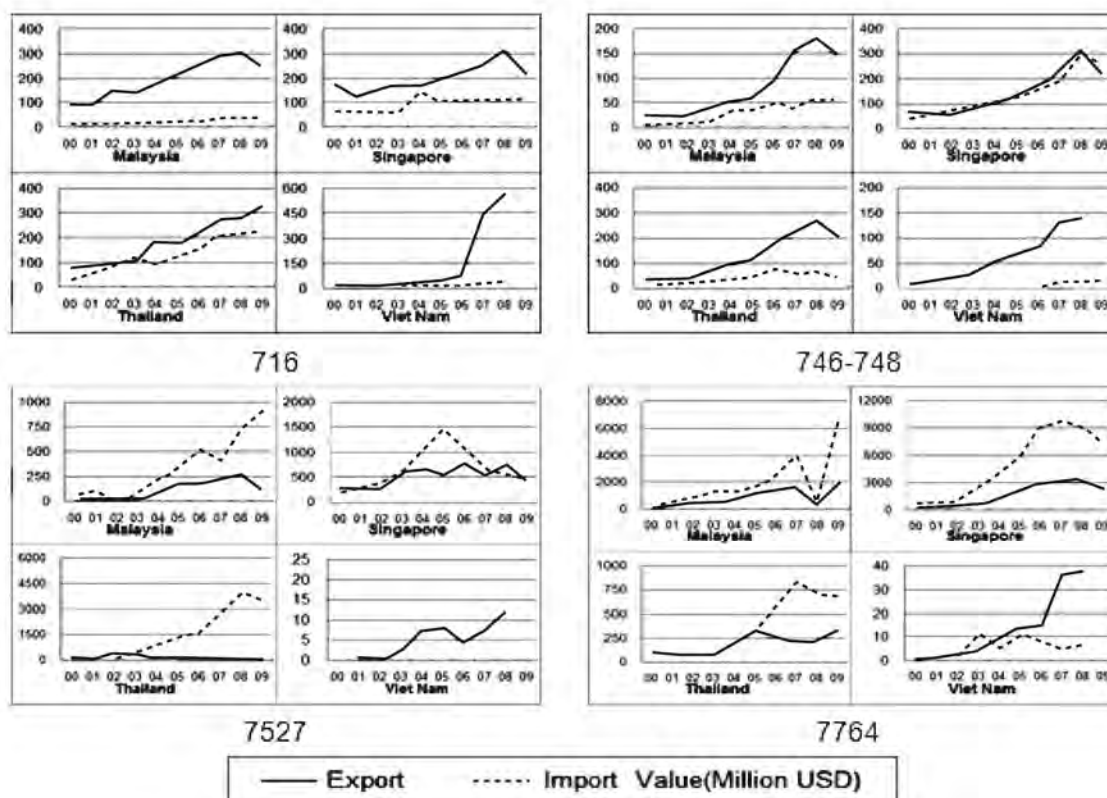 400
300
200
100
0
00 01 02 03 04 05 06 07 08 09
Malaysia
400
300
200
100
0
00 01 02 03 04 05 06 07 08 09
Singapore
400
300
200
100
0
00 01 02 03 04 05 06 07 08 09
Thailand
600
450
300
150
0
00 01 02 03 04 05 06 07 08 09
Viet Nam
716
200
150
100
50
0
00 01 02 03 04 05 06 07 08 09
Malaysia
400
300
200
100
0
00 01 02 03 04 05 06 07 08 09
Singapore
400
300
200
100
0
00 01 02 03 04 05 06 07 08 09
Thailand
200
150
100
50
0
00 01 02 03 04 05 06 07 08 09
Viet Nam
746-748
1000
750
500
250
0
00 01 02 03 04 05 06 07 08 09
Malaysia
2000
1500
1000
500
0
00 01 02 03 04 05 06 07 08 09
Singapore
6000
4500
3000
1500
0
00 01 02 03 04 05 06 07 08 09
Thailand
25
20
15
10
5
0
00 01 02 03 04 05 06 07 08 09
Viet Nam
7527
8000
6000
4000
2000
0
00 01 02 03 04 05 06 07 08 09
Malaysia
12000
9000
6000
3000
0
00 01 02 03 04 05 06 07 08 09
Singapore
1000
750
500
250
0
00 01 02 03 04 05 06 07 08 09
Thailand
40
30
20
10
0
00 01 02 03 04 05 06 07 08 09
Viet Nam
7764
Export Import Value(Million USD)